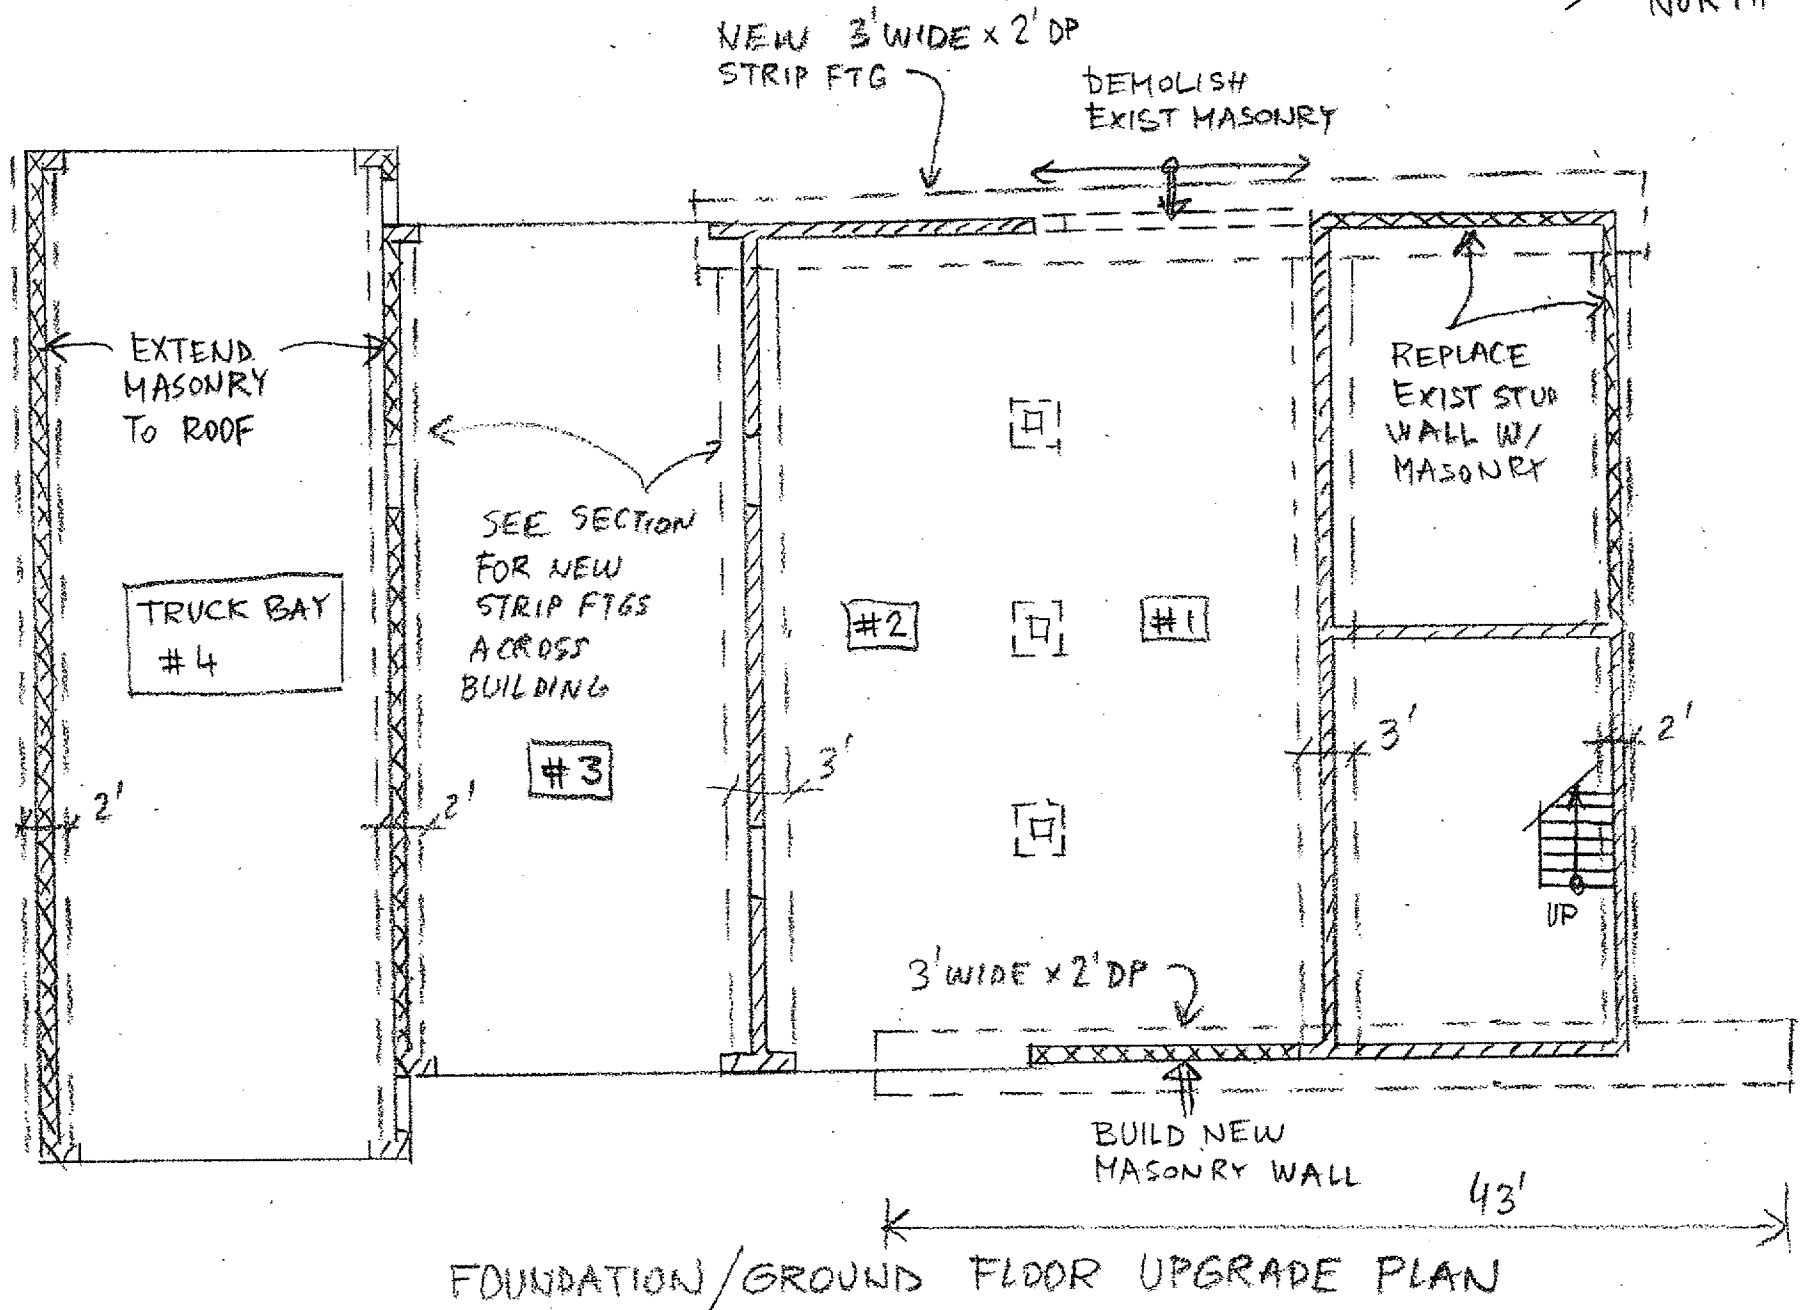 NORTH
NEW 3' WIDE x 2' DP
STRIP FTG
DEMOLISH
EXIST MASONRY
EXTEND
MASONRY
TO ROOF
REPLACE
EXIST STUD
WALL W/
MASONRY
SEE SECTION
FOR NEW
STRIP FTGS
ACROSS
BUILDING
TRUCK BAY
#4
#2
#1
#3
3'
2'
3'
2'
2'
UP
3' WIDE x 2' DP
BUILD NEW
MASONRY WALL
43'
FOUNDATION/GROUND FLOOR UPGRADE PLAN